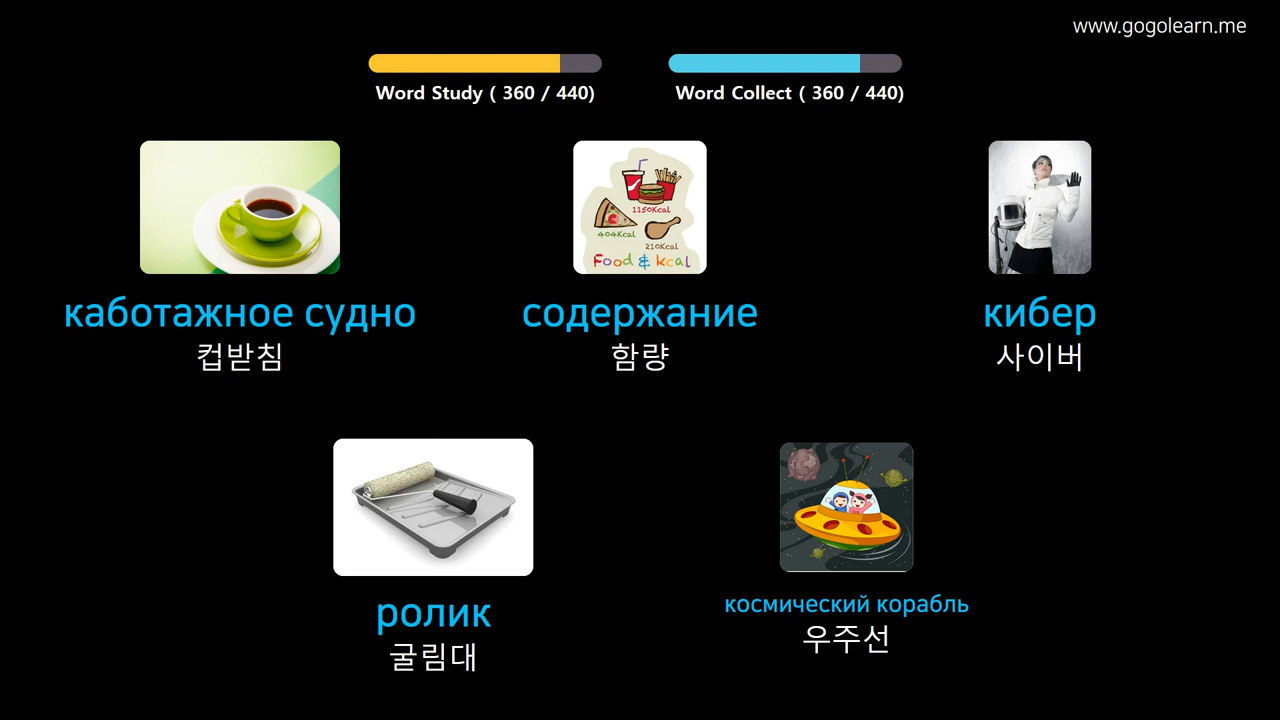 www.gogolearn.me
Word Study ( 360 / 440)
Word Collect ( 360 / 440)
1150Kcal
404Kcal
210Kcal
Food & kcal
каботажное судно
컵받침
содержание
함량
кибер
사이버
ролик
굴림대
космический корабль
우주선